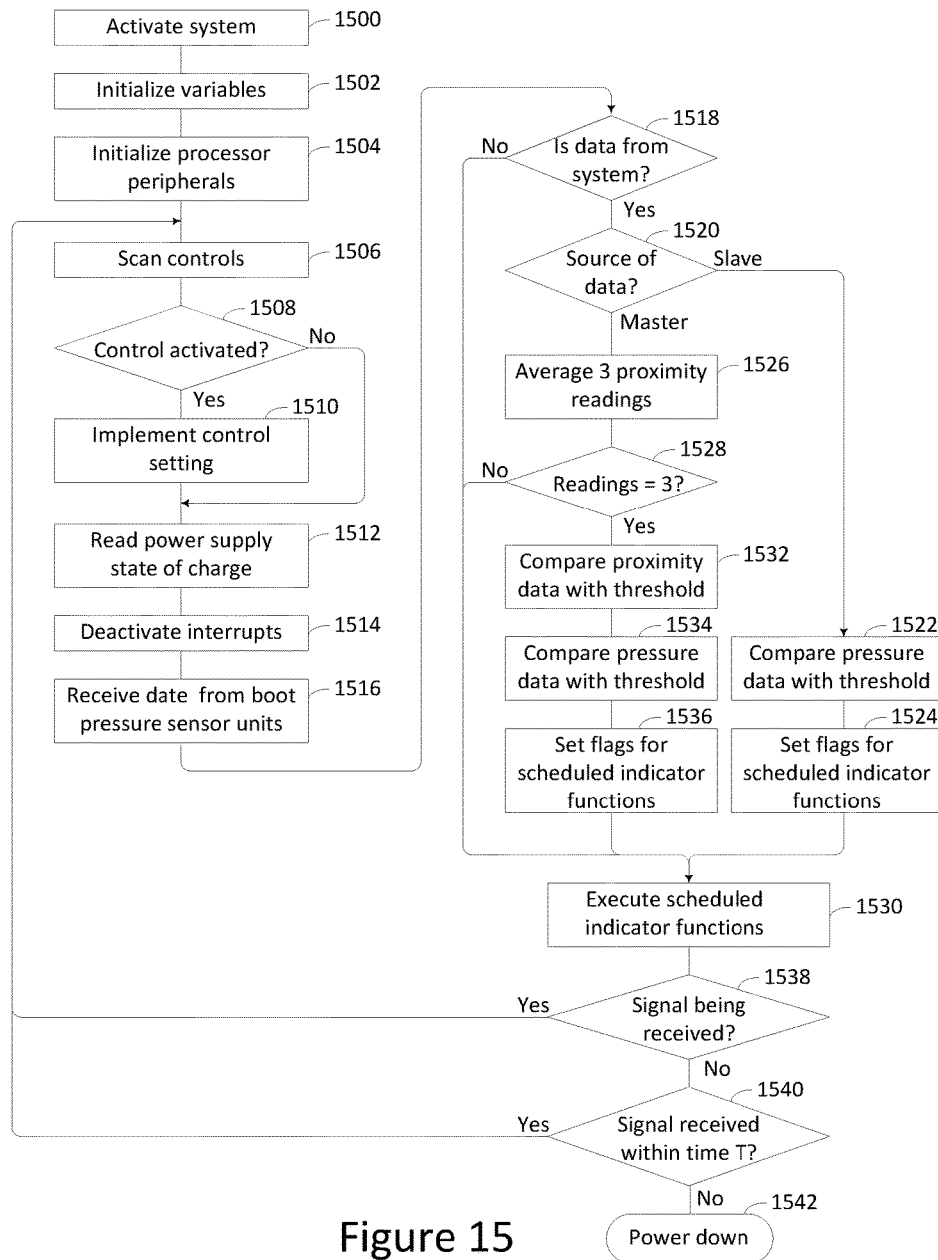 Activate system
1500
Initialize variables
1502
Initialize processor
peripherals
1504
Scan controls
1506
1508
Control activated?
No
Yes
1510
Implement control
setting
Read power supply
state of charge
1512
Deactivate interrupts
1514
Receive date from boot
pressure sensor units
1516
1518
No
Is data from
system?
Yes
1520
Source of
data?
Slave
Master
Average 3 proximity
readings
1526
1528
No
Readings = 3?
Yes
Compare proximity
data with threshold
1532
1534
Compare pressure
data with threshold
1536
Set flags for
scheduled indicator
functions
1522
Compare pressure
data with threshold
1524
Set flags for
scheduled indicator
functions
Execute scheduled
indicator functions
1530
1538
Yes
Signal being
received?
No
1540
Yes
Signal received
within time T?
No
1542
Power down
Figure 15